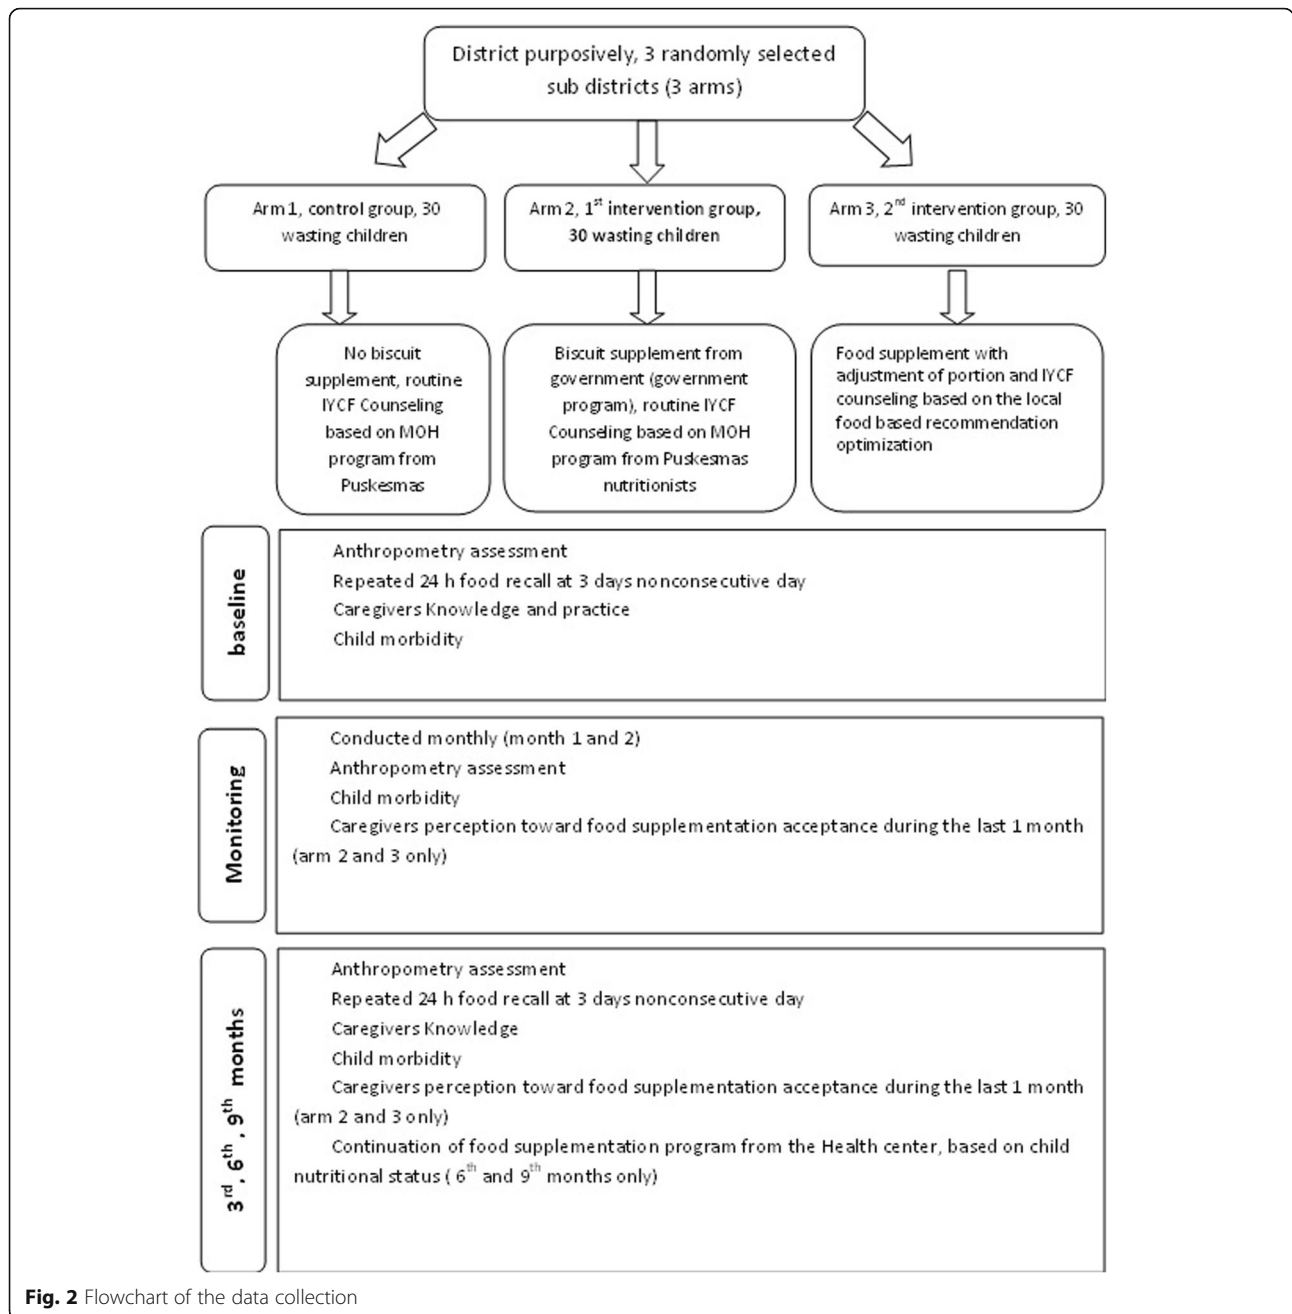 District purposively, 3 randomly selected
sub districts (3 arms)
Arm 1, control group, 30
wasting children
Arm 2, 1st intervention group,
30 wasting children
Arm 3, 2nd intervention group, 30
wasting children
No biscuit
supplement, routine
IYCF Counseling
based on MOH
program from
Puskesmas
Biscuit supplement from
government (government
program), routine IYCF
Counseling based on MOH
program from Puskesmas
nutritionists
Food supplement with
adjustment of portion and IYCF
counseling based on the local
food based recommendation
optimization
baseline
Anthropometry assessment
Repeated 24 h food recall at 3 days nonconsecutive day
Caregivers Knowledge and practice
Child morbidity
Monitoring
Conducted monthly (month 1 and 2)
Anthropometry assessment
Child morbidity
Caregivers perception toward food supplementation acceptance during the last 1 month
(arm 2 and 3 only)
3rd, 6th, 9th months
Anthropometry assessment
Repeated 24 h food recall at 3 days nonconsecutive day
Caregivers Knowledge
Child morbidity
Caregivers perception toward food supplementation acceptance during the last 1 month
(arm 2 and 3 only)
Continuation of food supplementation program from the Health center, based on child
nutritional status ( 6th and 9th months only)
Fig. 2 Flowchart of the data collection